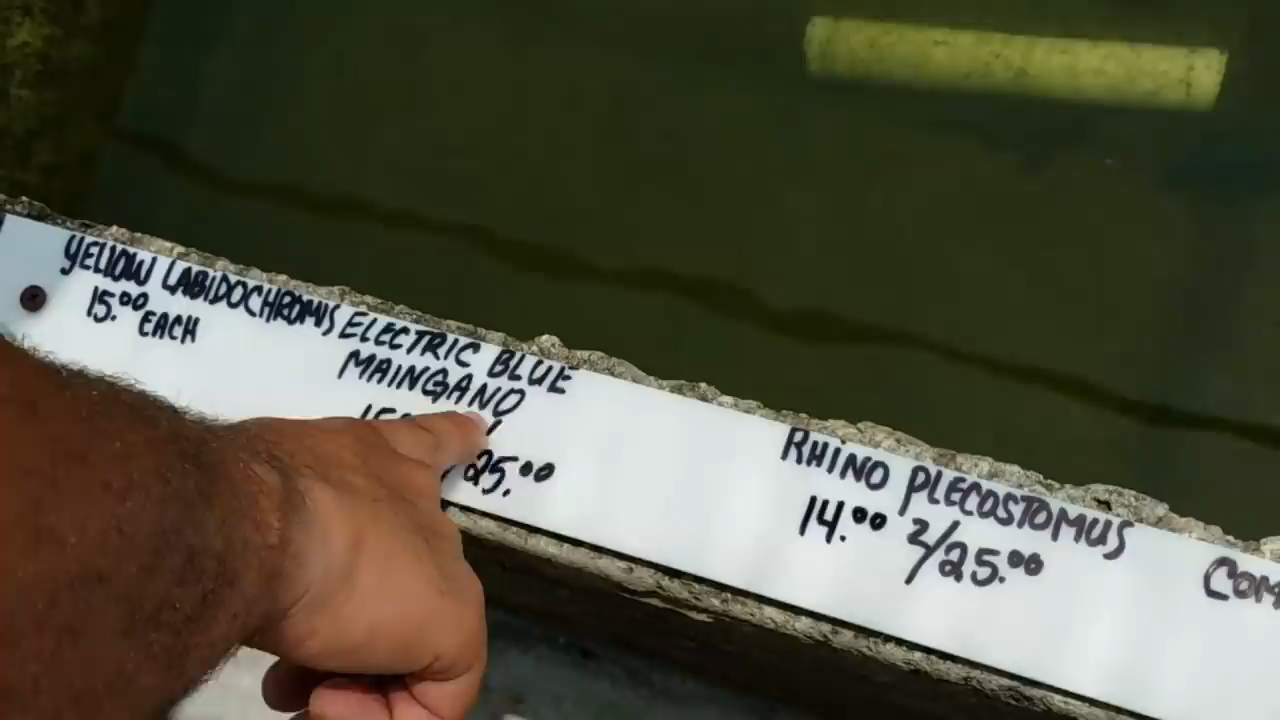 YELLOW LABIDOCHROMIS
15.00 EACH
ELECTRIC BLUE
MAINGANO
25.00
RHINO PLECOSTOMUS
14.00 2/25.00